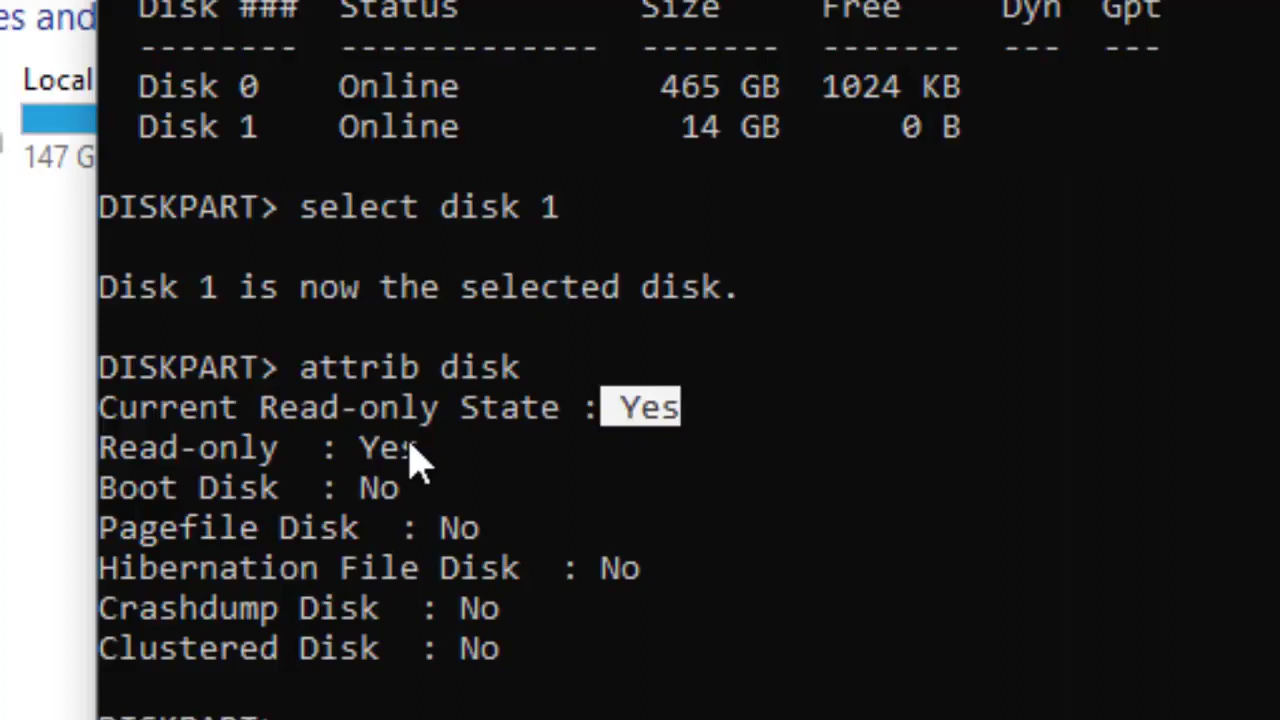 es and
Local
147 G
Disk ### Status Size Free Dyn Gpt
-------- ------------- ------- ------- --- ---
Disk 0 Online 465 GB 1024 KB
Disk 1 Online 14 GB 0 B
DISKPART> select disk 1
Disk 1 is now the selected disk.
DISKPART> attrib disk
Current Read-only State : Yes
Read-only : Yes
Boot Disk : No
Pagefile Disk : No
Hibernation File Disk : No
Crashdump Disk : No
Clustered Disk : No
DISKPART>